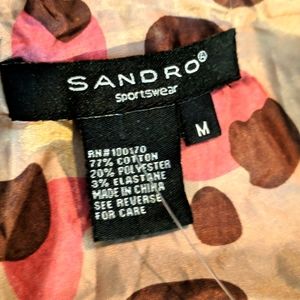 SANDRO®
sportswear
M
RN#100170
77% COTTON
20% POLYESTER
3% ELASTANE
MADE IN CHINA
SEE REVERSE
FOR CARE